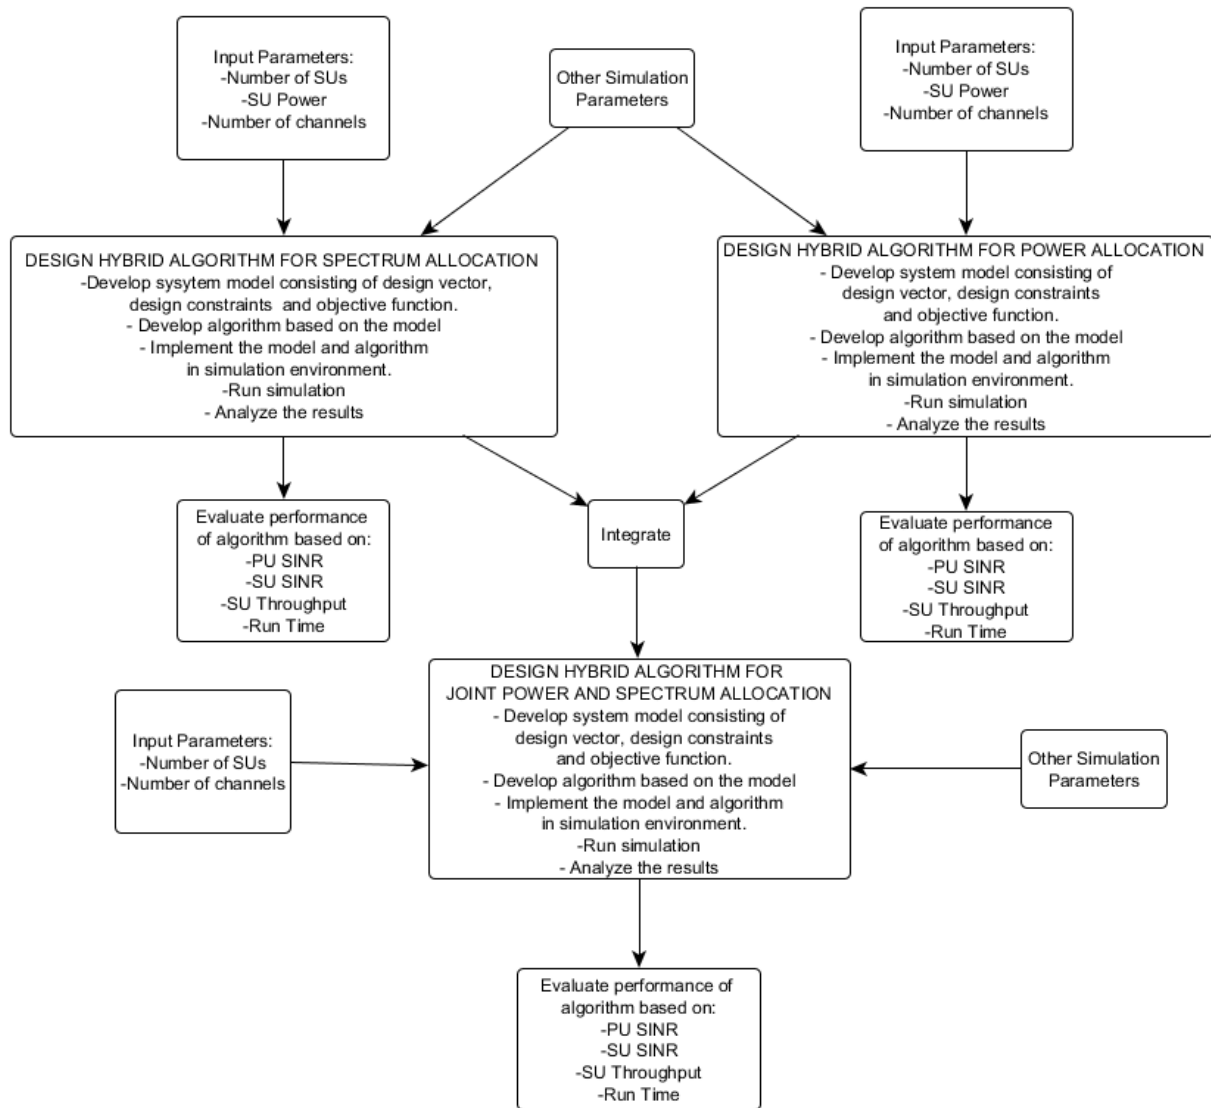 Input Parameters:
-Number of SUs
-SU Power
-Number of channels
Other Simulation
Parameters
Input Parameters:
-Number of SUs
-SU Power
-Number of channels
DESIGN HYBRID ALGORITHM FOR SPECTRUM ALLOCATION
-Develop sysytem model consisting of design vector,
design constraints and objective function.
- Develop algorithm based on the model
- Implement the model and algorithm
in simulation environment.
-Run simulation
- Analyze the results
DESIGN HYBRID ALGORITHM FOR POWER ALLOCATION
- Develop system model consisting of
design vector, design constraints
and objective function.
- Develop algorithm based on the model
- Implement the model and algorithm
in simulation environment.
-Run simulation
- Analyze the results
Evaluate performance
of algorithm based on:
-PU SINR
-SU SINR
-SU Throughput
-Run Time
Integrate
Evaluate performance
of algorithm based on:
-PU SINR
-SU SINR
-SU Throughput
-Run Time
DESIGN HYBRID ALGORITHM FOR
JOINT POWER AND SPECTRUM ALLOCATION
- Develop system model consisting of
design vector, design constraints
and objective function.
- Develop algorithm based on the model
- Implement the model and algorithm
in simulation environment.
-Run simulation
- Analyze the results
Input Parameters:
-Number of SUs
-Number of channels
Other Simulation
Parameters
Evaluate performance of
algorithm based on:
-PU SINR
-SU SINR
-SU Throughput
-Run Time